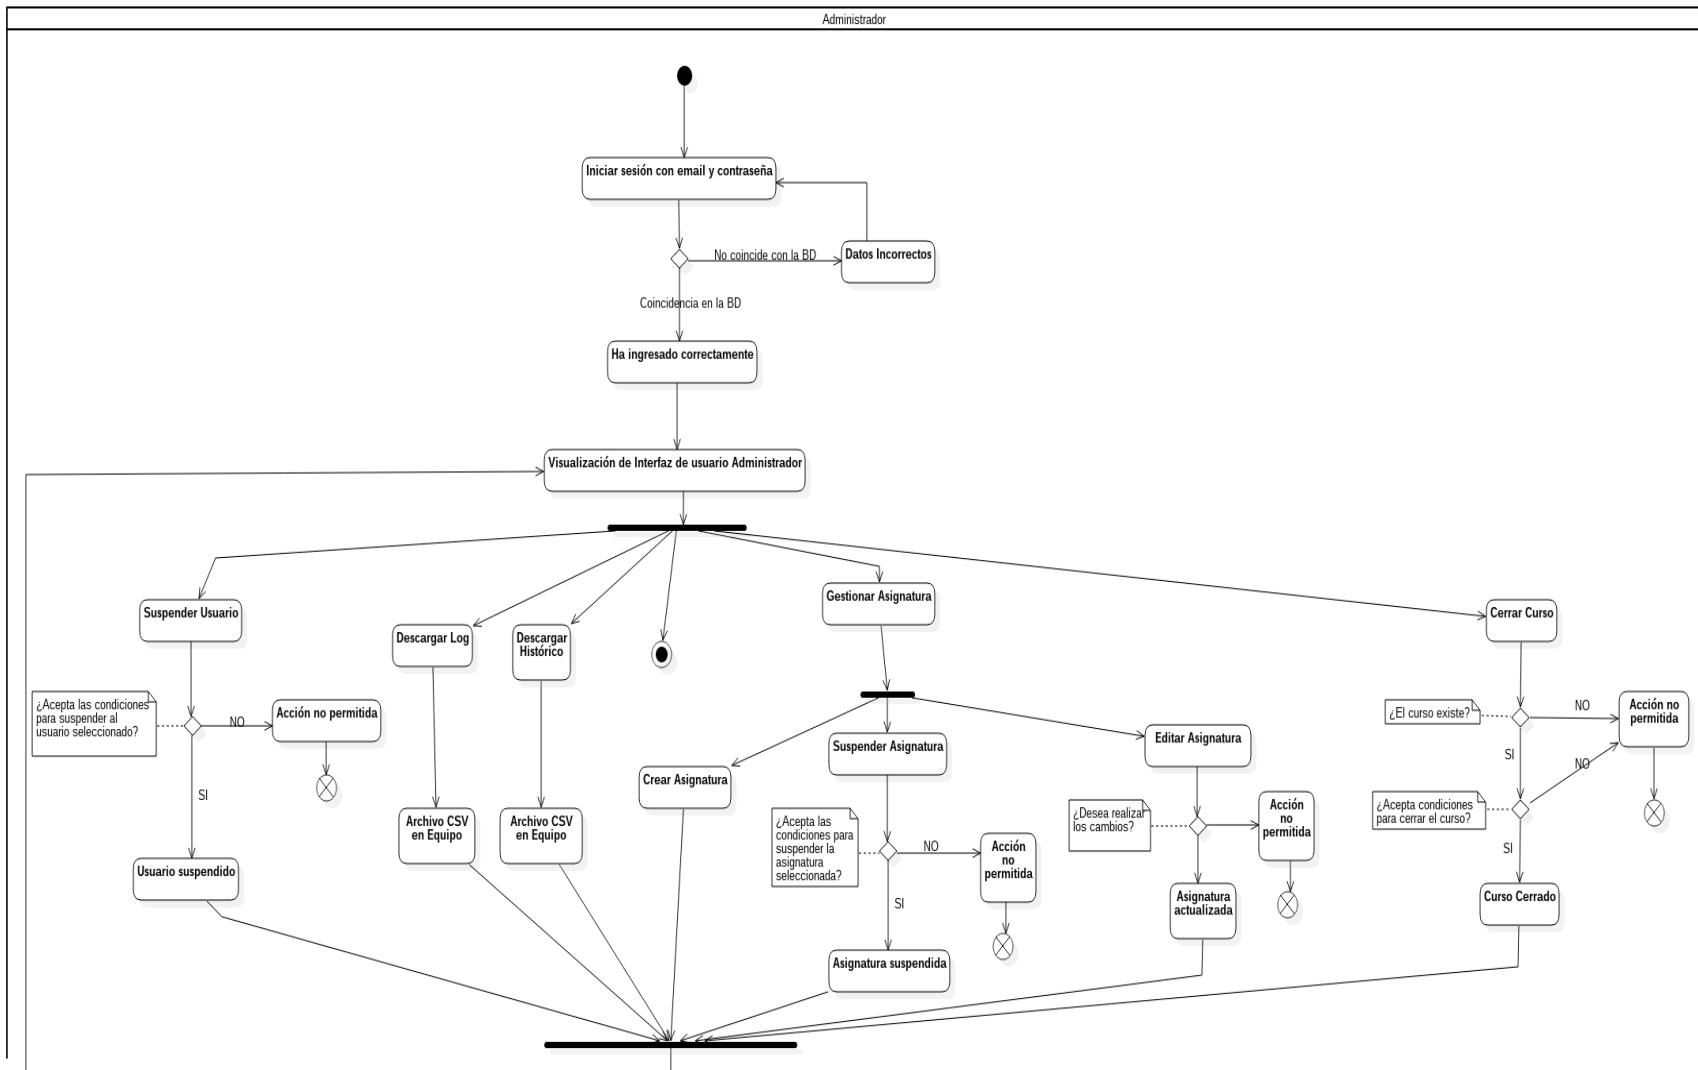 Administrador
Iniciar sesión con email y contraseña
No coincide con la BD
Datos Incorrectos
Coincidencia en la BD
Ha ingresado correctamente
Visualización de Interfaz de usuario Administrador
Suspender Usuario
Descargar Log
Descargar
Histórico
Gestionar Asignatura
Cerrar Curso
¿Acepta las condiciones
para suspender al
usuario seleccionado?
NO
Acción no permitida
SI
Usuario suspendido
Archivo CSV
en Equipo
Archivo CSV
en Equipo
Crear Asignatura
Suspender Asignatura
Editar Asignatura
¿Acepta las
condiciones para
suspender la
asignatura
seleccionada?
NO
Acción
no
permitida
SI
Asignatura suspendida
¿Desea realizar
los cambios?
Acción
no
permitida
Asignatura
actualizada
¿El curso existe?
NO
Acción no
permitida
SI
NO
¿Acepta condiciones
para cerrar el curso?
SI
Curso Cerrado